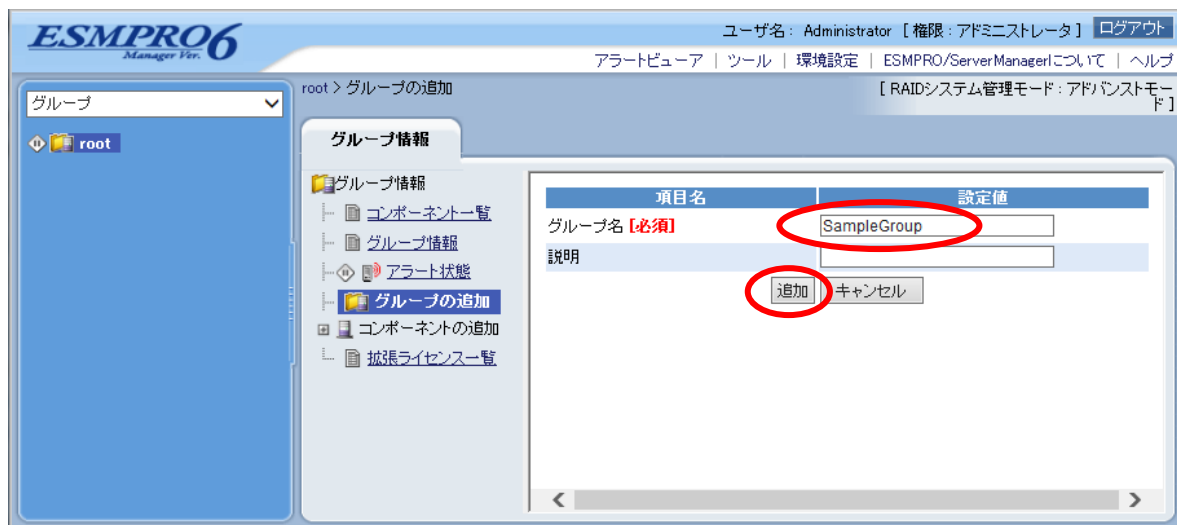 ESMPRO6
Manager Ver.
ユーザ名： Administrator [ 権限：アドミニストレータ ] ログアウト
アラートビューア | ツール | 環境設定 | ESMPRO/ServerManagerについて | ヘルプ
グループ
root
root > グループの追加
[ RAIDシステム管理モード：アドバンストモード ]
グループ情報
グループ情報
コンポーネント一覧
グループ情報
アラート状態
グループの追加
コンポーネントの追加
拡張ライセンス一覧
項目名 設定値
グループ名 [必須] SampleGroup
説明
追加 キャンセル